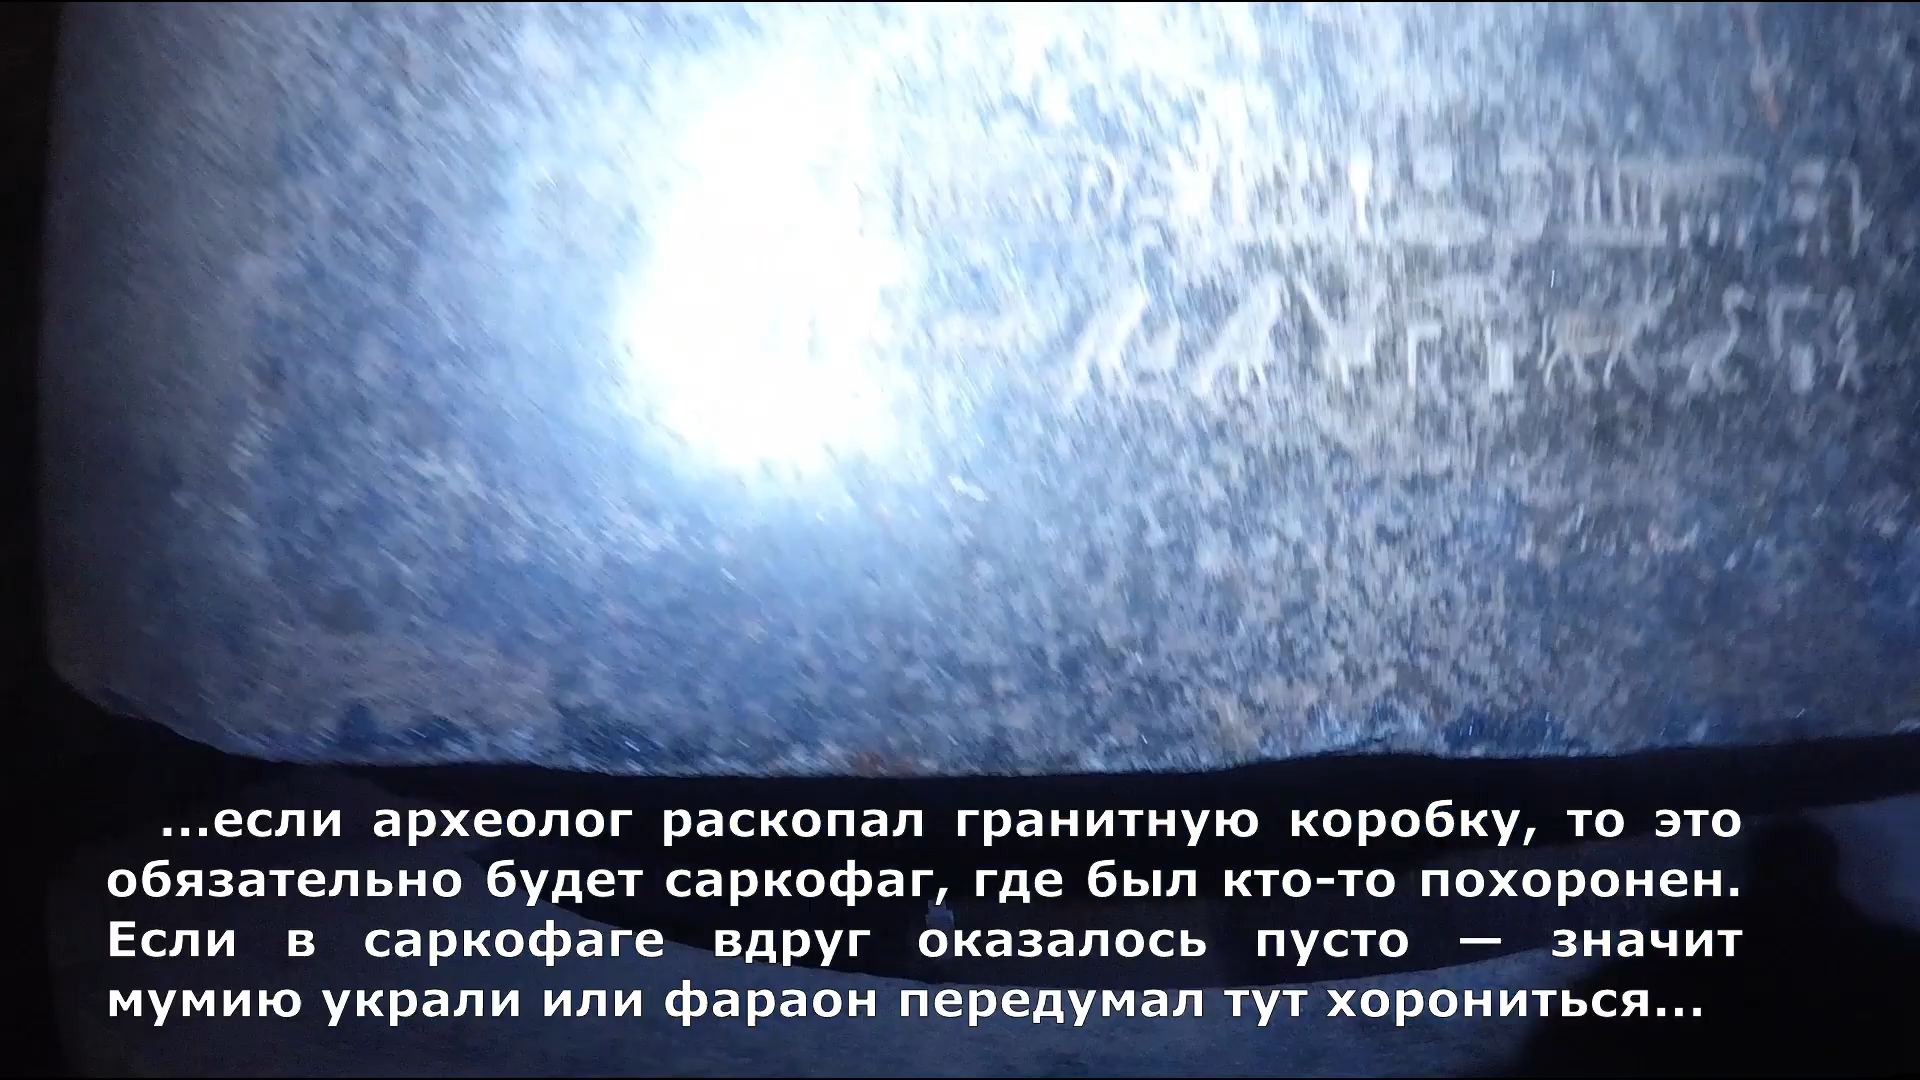 ...если археолог раскопал гранитную коробку, то это
обязательно будет саркофаг, где был кто-то похоронен.
Если в саркофаге вдруг оказалось пусто — значит
мумию украли или фараон передумал тут хорониться...